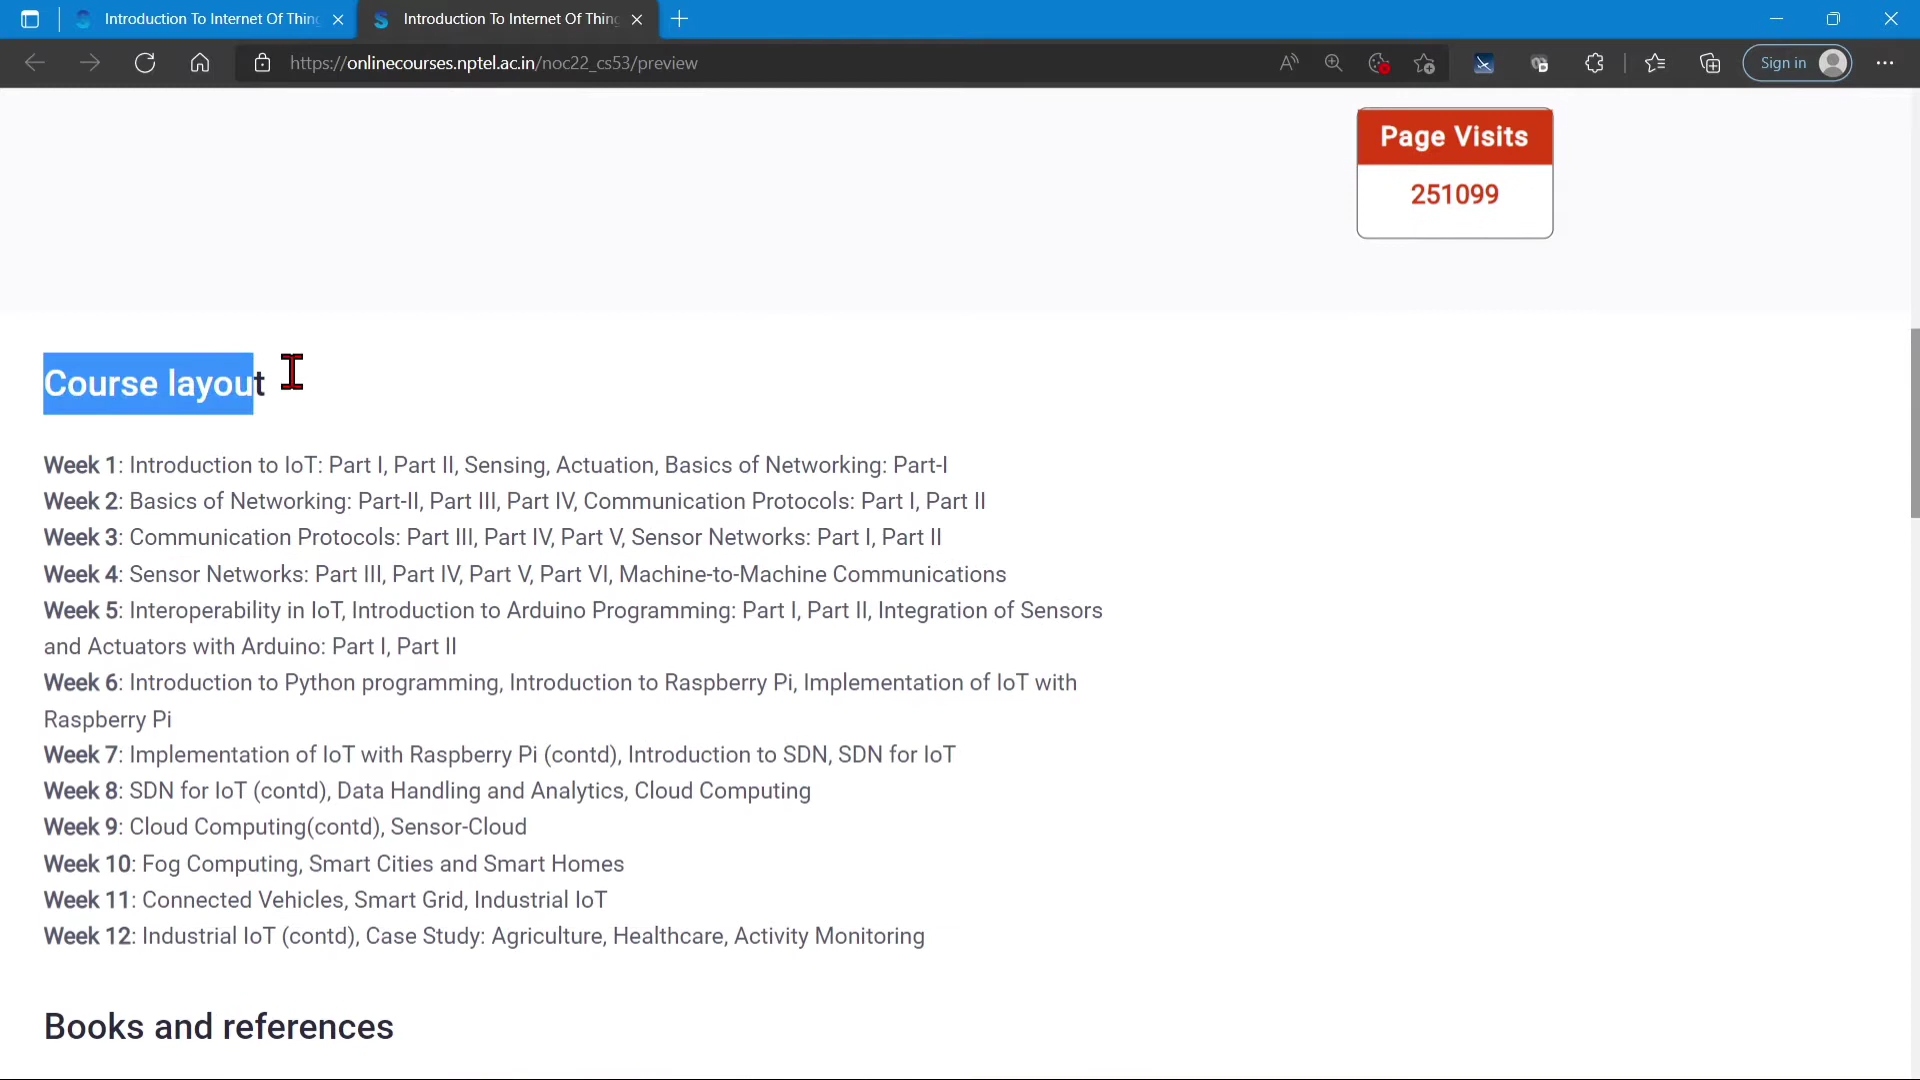 Introduction To Internet Of Thing
Introduction To Internet Of Thing
https://onlinecourses.nptel.ac.in/noc22_cs53/preview
Sign in
Page Visits
251099
Course layout
Week 1: Introduction to IoT: Part I, Part II, Sensing, Actuation, Basics of Networking: Part-I
Week 2: Basics of Networking: Part-II, Part III, Part IV, Communication Protocols: Part I, Part II
Week 3: Communication Protocols: Part III, Part IV, Part V, Sensor Networks: Part I, Part II
Week 4: Sensor Networks: Part III, Part IV, Part V, Part VI, Machine-to-Machine Communications
Week 5: Interoperability in IoT, Introduction to Arduino Programming: Part I, Part II, Integration of Sensors
and Actuators with Arduino: Part I, Part II
Week 6: Introduction to Python programming, Introduction to Raspberry Pi, Implementation of IoT with
Raspberry Pi
Week 7: Implementation of IoT with Raspberry Pi (contd), Introduction to SDN, SDN for IoT
Week 8: SDN for IoT (contd), Data Handling and Analytics, Cloud Computing
Week 9: Cloud Computing(contd), Sensor-Cloud
Week 10: Fog Computing, Smart Cities and Smart Homes
Week 11: Connected Vehicles, Smart Grid, Industrial IoT
Week 12: Industrial IoT (contd), Case Study: Agriculture, Healthcare, Activity Monitoring
Books and references